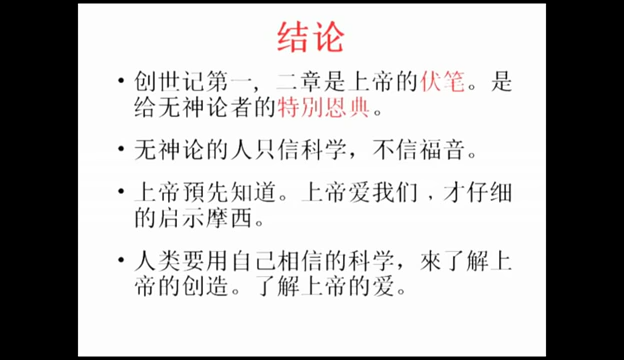 结论
• 创世记第一, 二章是上帝的伏笔。是
给无神论者的特別恩典。
• 无神论的人只信科学，不信福音。
• 上帝預先知道。上帝爱我们﹐才仔细
的启示摩西。
• 人类要用自己相信的科学，來了解上
帝的创造。了解上帝的爱。